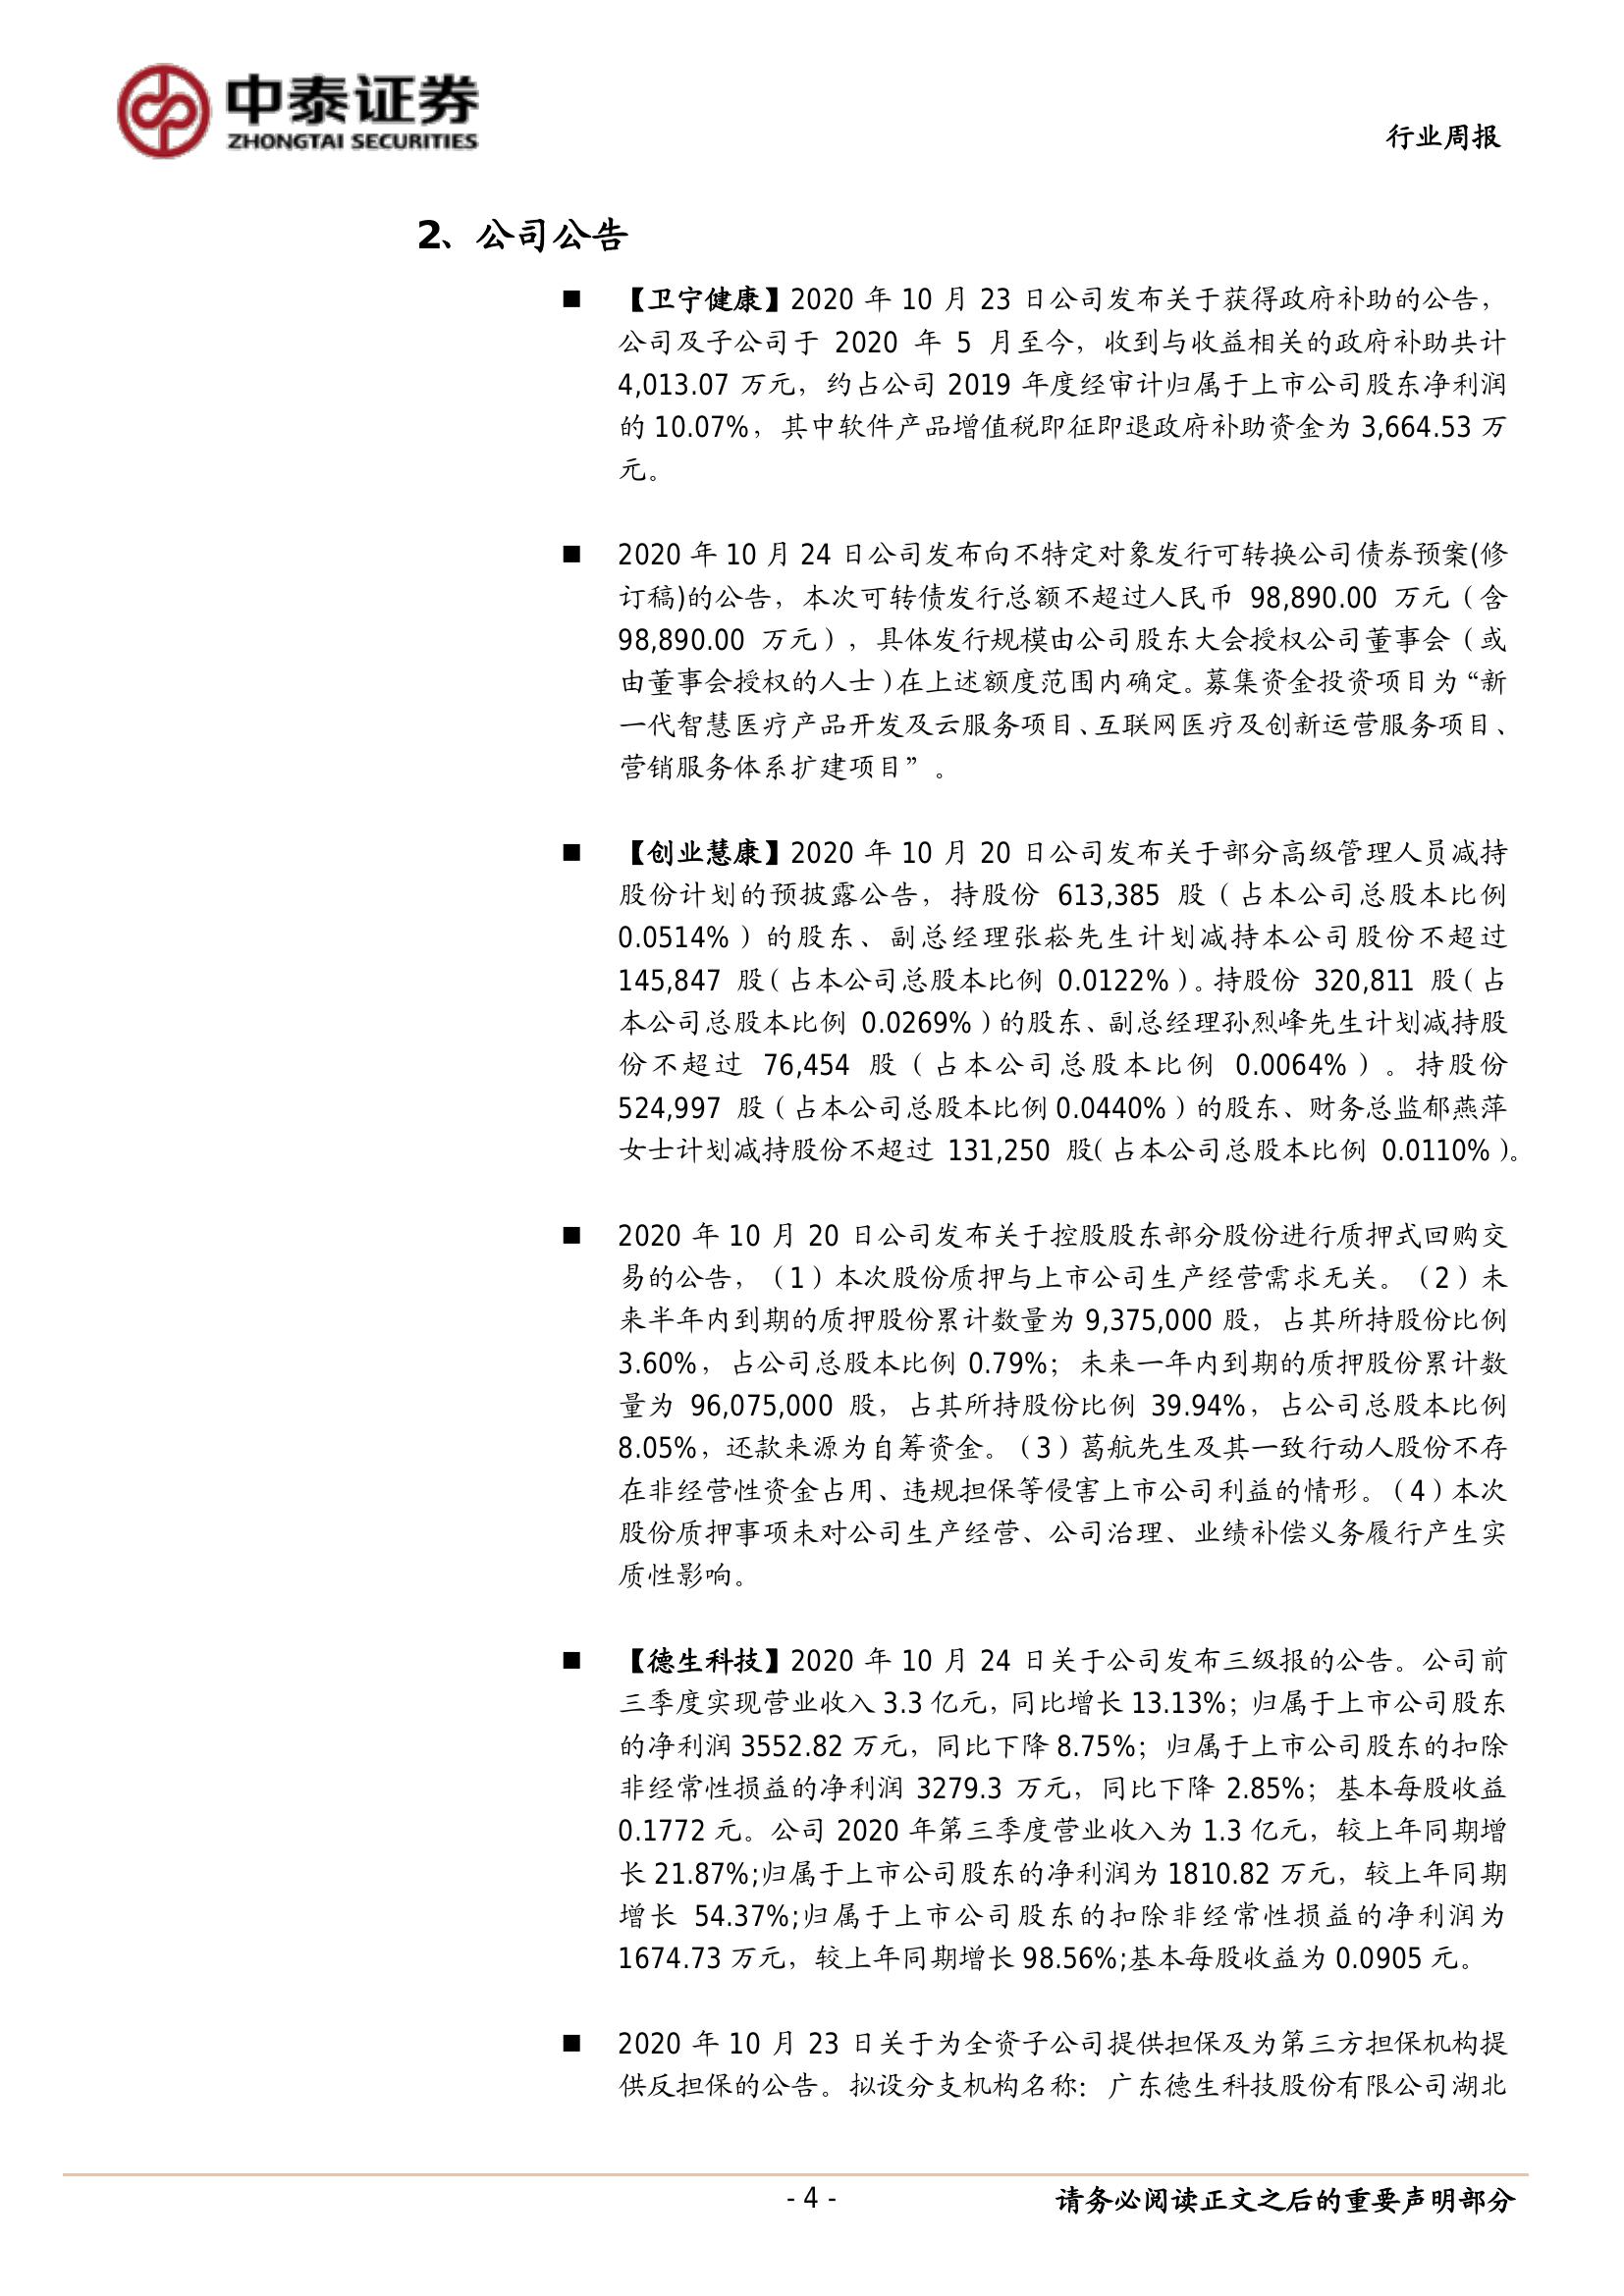 中泰证券
ZHONGTAI SECURITIES
行业周报
2、公司公告
■ 【卫宁健康】2020 年 10 月 23 日公司发布关于获得政府补助的公告，
公司及子公司于 2020 年 5 月至今，收到与收益相关的政府补助共计
4,013.07 万元，约占公司 2019 年度经审计归属于上市公司股东净利润
的 10.07%，其中软件产品增值税即征即退政府补助资金为 3,664.53 万
元。
■ 2020 年 10 月 24 日公司发布向不特定对象发行可转换公司债券预案(修
订稿)的公告，本次可转债发行总额不超过人民币 98,890.00 万元（含
98,890.00 万元），具体发行规模由公司股东大会授权公司董事会（或
由董事会授权的人士）在上述额度范围内确定。募集资金投资项目为“新
一代智慧医疗产品开发及云服务项目、互联网医疗及创新运营服务项目、
营销服务体系扩建项目”。
■ 【创业慧康】2020 年 10 月 20 日公司发布关于部分高级管理人员减持
股份计划的预披露公告，持股份 613,385 股（占本公司总股本比例
0.0514%）的股东、副总经理张崧先生计划减持本公司股份不超过
145,847 股（占本公司总股本比例 0.0122%）。持股份 320,811 股（占
本公司总股本比例 0.0269%）的股东、副总经理孙烈峰先生计划减持股
份不超过 76,454 股（占本公司总股本比例 0.0064%）。持股份
524,997 股（占本公司总股本比例 0.0440%）的股东、财务总监郁燕萍
女士计划减持股份不超过 131,250 股（占本公司总股本比例 0.0110%）。
■ 2020 年 10 月 20 日公司发布关于控股股东部分股份进行质押式回购交
易的公告，（1）本次股份质押与上市公司生产经营需求无关。（2）未
来半年内到期的质押股份累计数量为 9,375,000 股，占其所持股份比例
3.60%，占公司总股本比例 0.79%；未来一年内到期的质押股份累计数
量为 96,075,000 股，占其所持股份比例 39.94%，占公司总股本比例
8.05%，还款来源为自筹资金。（3）葛航先生及其一致行动人股份不存
在非经营性资金占用、违规担保等侵害上市公司利益的情形。（4）本次
股份质押事项未对公司生产经营、公司治理、业绩补偿义务履行产生实
质性影响。
■ 【德生科技】2020 年 10 月 24 日关于公司发布三级报的公告。公司前
三季度实现营业收入 3.3 亿元，同比增长 13.13%；归属于上市公司股东
的净利润 3552.82 万元，同比下降 8.75%；归属于上市公司股东的扣除
非经常性损益的净利润 3279.3 万元，同比下降 2.85%；基本每股收益
0.1772 元。公司 2020 年第三季度营业收入为 1.3 亿元，较上年同期增
长 21.87%;归属于上市公司股东的净利润为 1810.82 万元，较上年同期
增长 54.37%;归属于上市公司股东的扣除非经常性损益的净利润为
1674.73 万元，较上年同期增长 98.56%;基本每股收益为 0.0905 元。
■ 2020 年 10 月 23 日关于为全资子公司提供担保及为第三方担保机构提
供反担保的公告。拟设分支机构名称：广东德生科技股份有限公司湖北
- 4 -
请务必阅读正文之后的重要声明部分